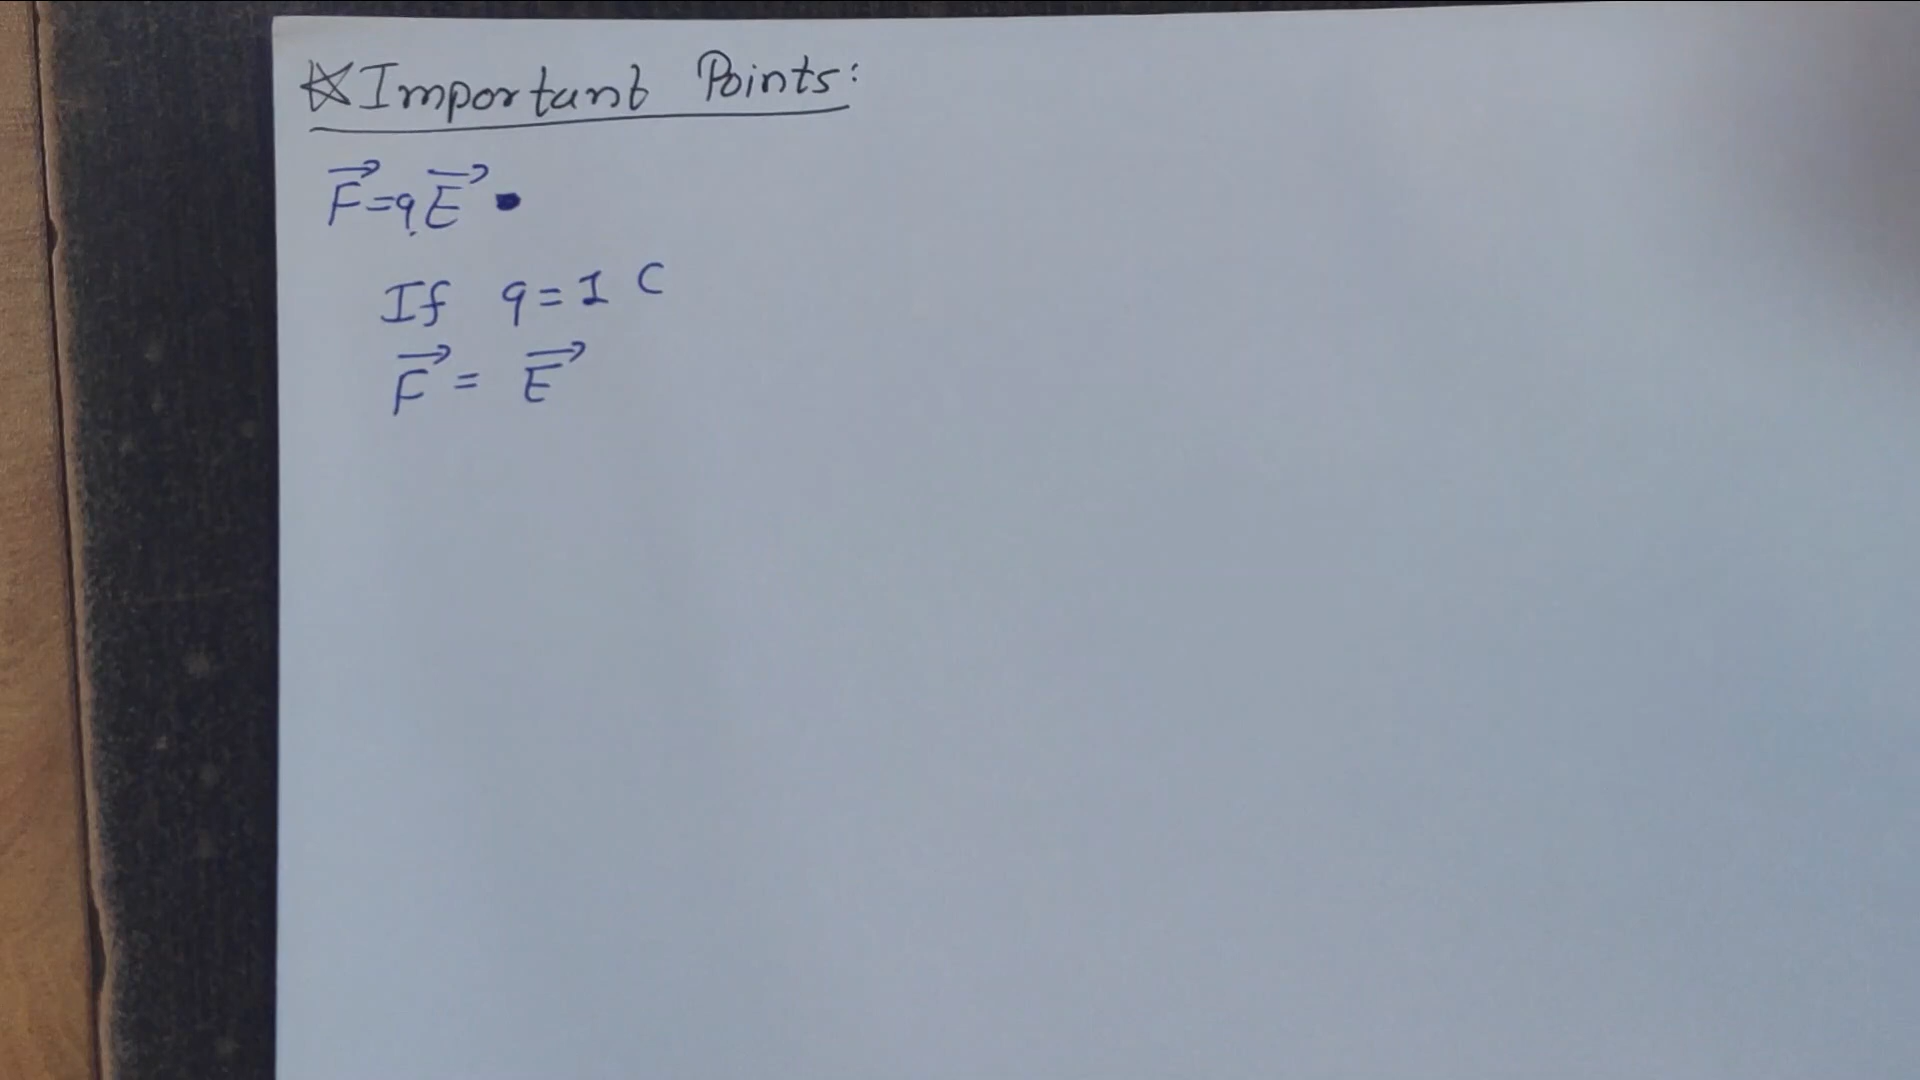 ☆Important Points:
F⃗=qE⃗
If q=1 C
F⃗ = E⃗